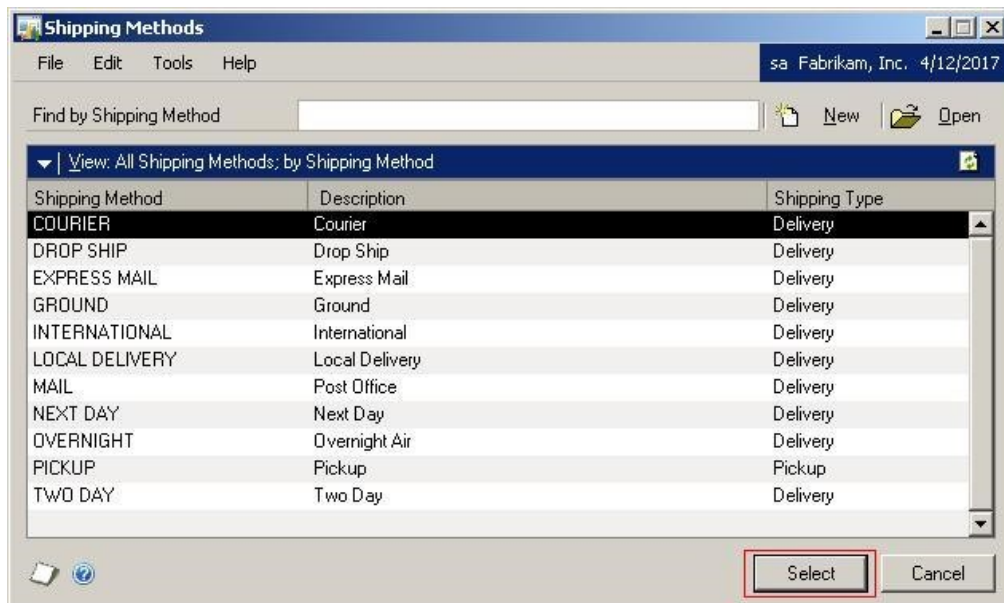 Shipping Methods
File Edit Tools Help sa Fabrikam, Inc. 4/12/2017
Find by Shipping Method New Open
View: All Shipping Methods; by Shipping Method
Shipping Method Description Shipping Type
COURIER Courier Delivery
DROP SHIP Drop Ship Delivery
EXPRESS MAIL Express Mail Delivery
GROUND Ground Delivery
INTERNATIONAL International Delivery
LOCAL DELIVERY Local Delivery Delivery
MAIL Post Office Delivery
NEXT DAY Next Day Delivery
OVERNIGHT Overnight Air Delivery
PICKUP Pickup Pickup
TWO DAY Two Day Delivery
Select Cancel